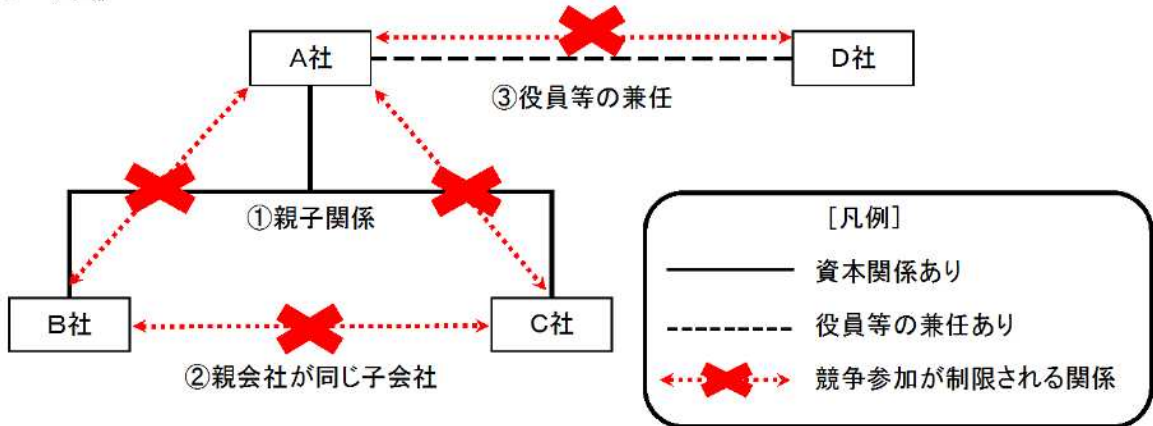 A社
D社
③役員等の兼任
①親子関係
B社
C社
②親会社が同じ子会社
［凡例］
資本関係あり
役員等の兼任あり
競争参加が制限される関係